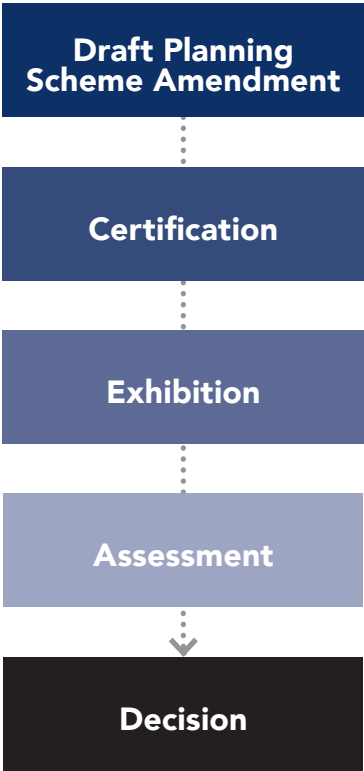 Draft Planning
Scheme Amendment
Certification
Exhibition
Assessment
Decision